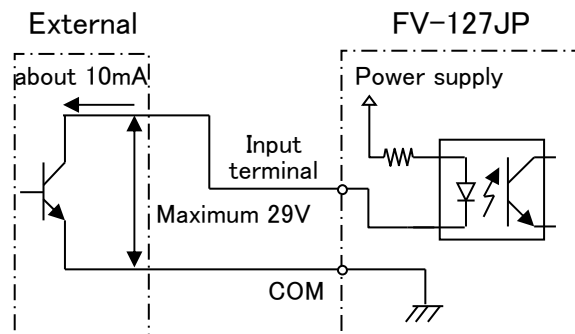 External
FV-127JP
about 10mA
Power supply
Input
terminal
Maximum 29V
COM